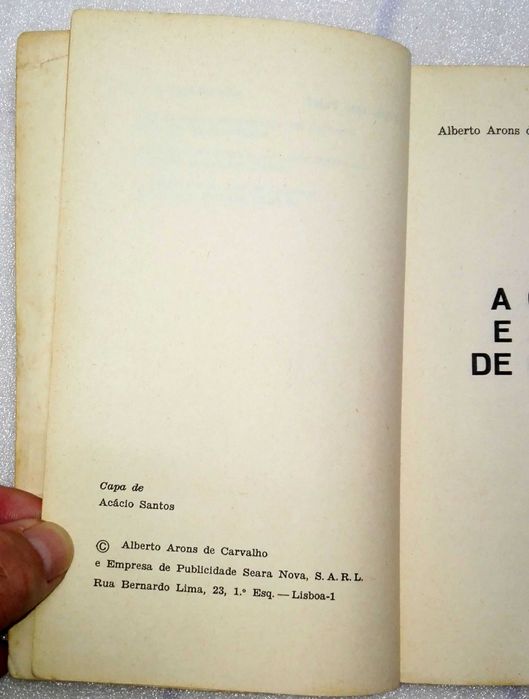 Capa de
Acácio Santos
© Alberto Arons de Carvalho
e Empresa de Publicidade Seara Nova, S. A. R. L.
Rua Bernardo Lima, 23, 1.º Esq. — Lisboa-1
Alberto Arons
A
E
DE